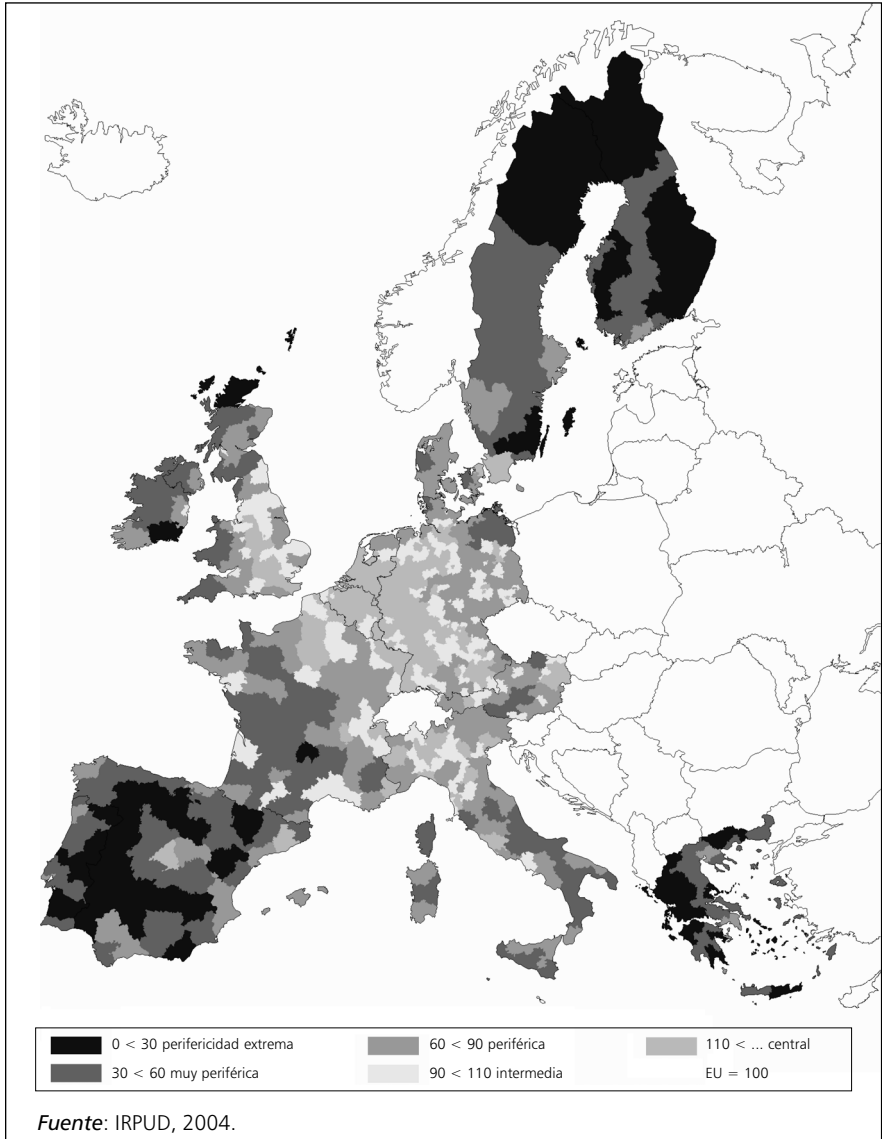 0 < 30 perifericidad extrema
60 < 90 periférica
110 < ... central
30 < 60 muy periférica
90 < 110 intermedia
EU = 100
Fuente: IRPUD, 2004.